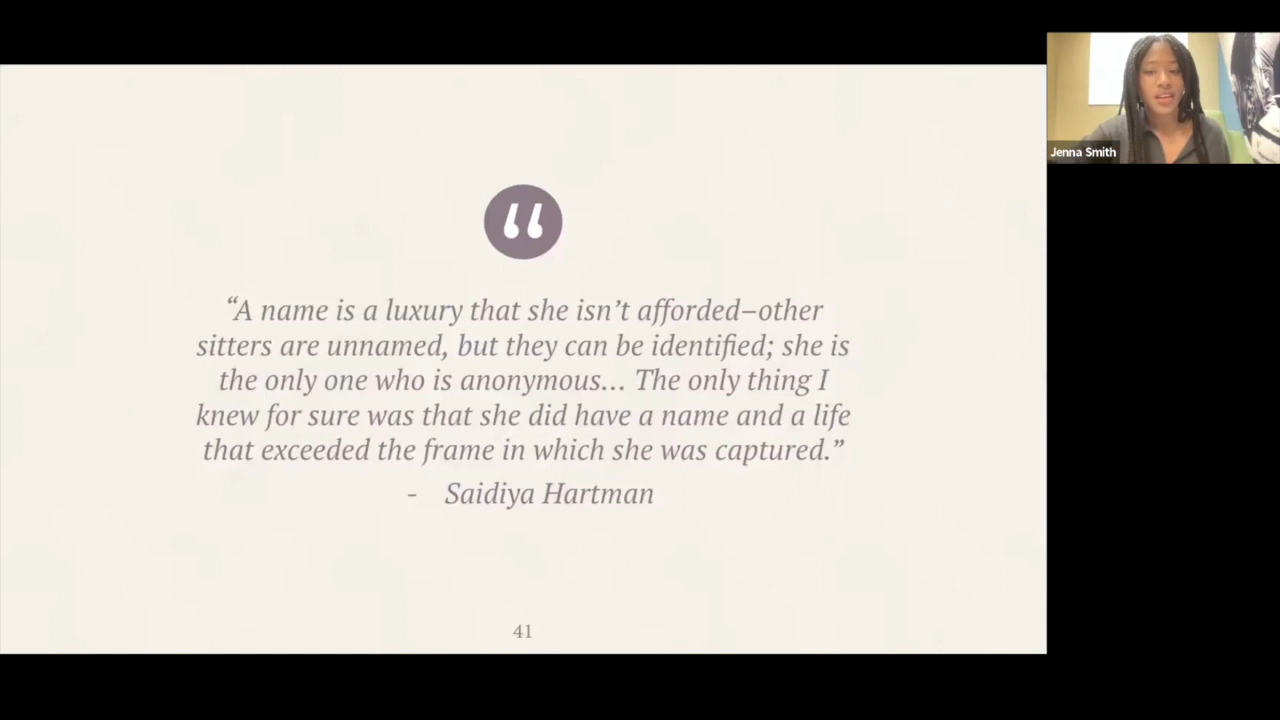 “A name is a luxury that she isn’t afforded–other
sitters are unnamed, but they can be identified; she is
the only one who is anonymous... The only thing I
knew for sure was that she did have a name and a life
that exceeded the frame in which she was captured.”
- Saidiya Hartman
41
Jenna Smith